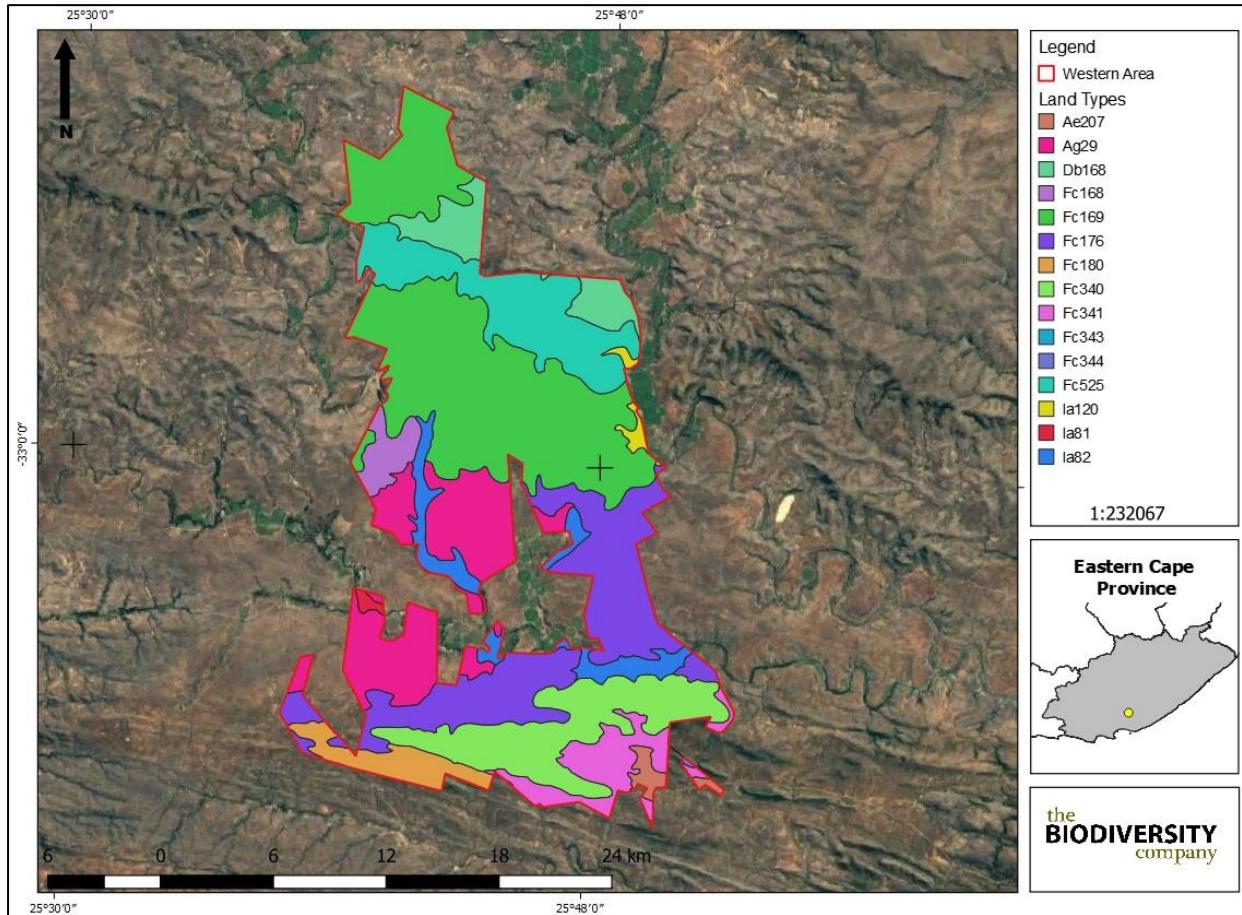 25°30'0"
25°48'0"
N
-33°0'0"
6 0 6 12 18 24 km
25°30'0"
25°48'0"
Legend
Western Area
Land Types
Ae207
Ag29
Db168
Fc168
Fc169
Fc176
Fc180
Fc340
Fc341
Fc343
Fc344
Fc525
Ia120
Ia81
Ia82
1:232067
Eastern Cape
Province
the
BIODIVERSITY
company